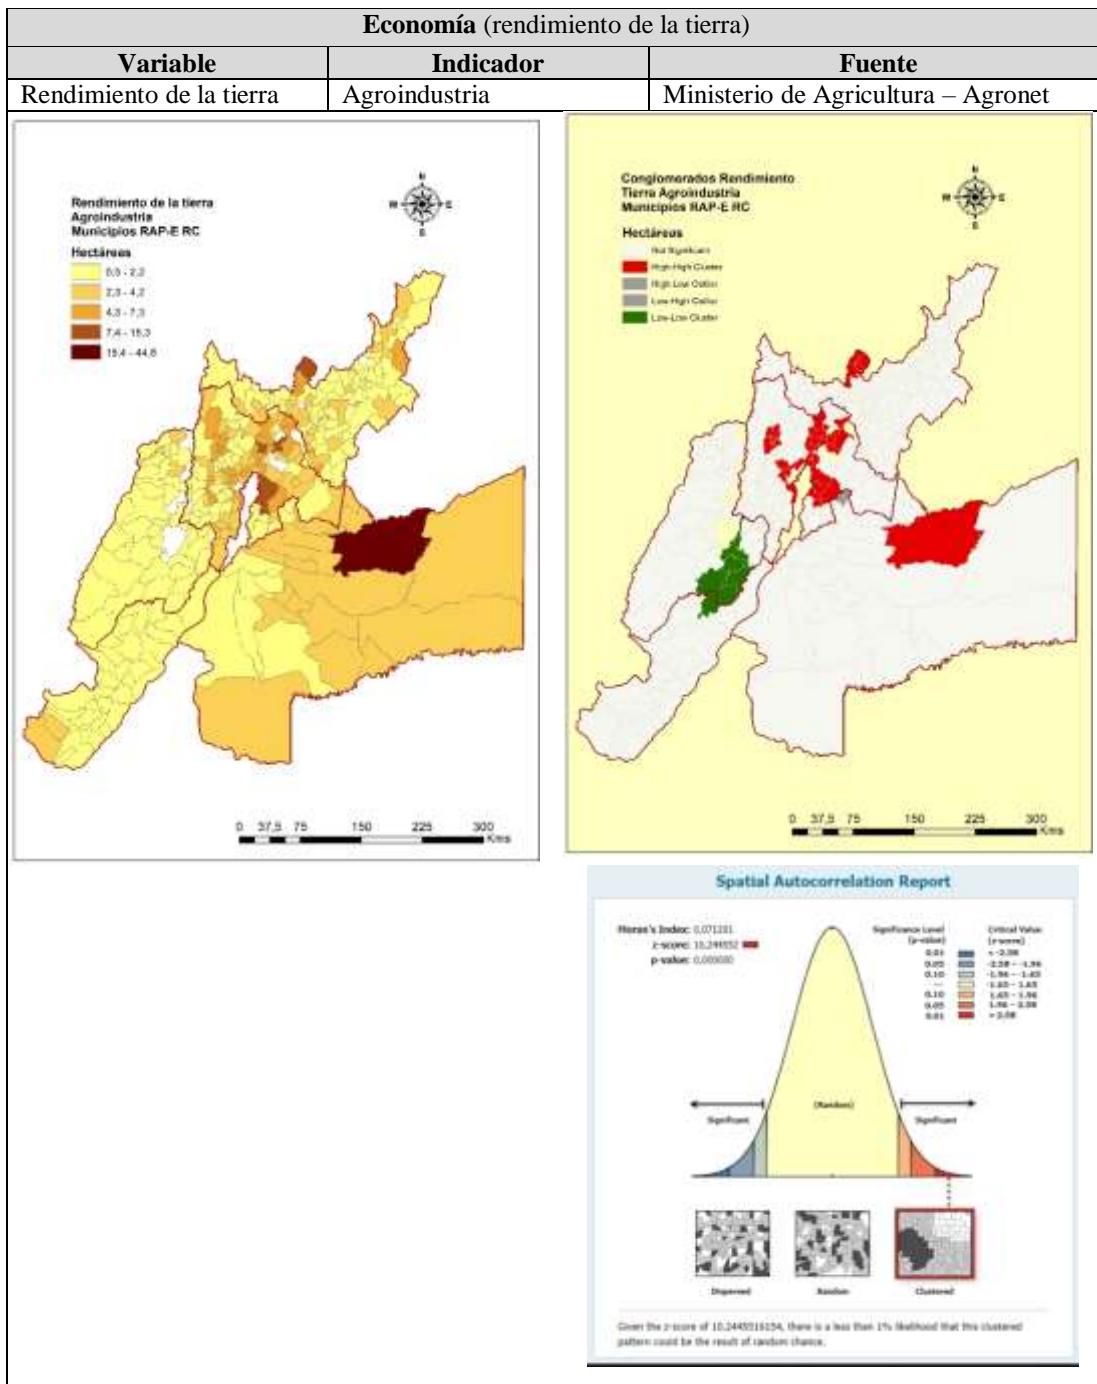 Economía (rendimiento de la tierra)
Variable Indicador Fuente
Rendimiento de la tierra Agroindustria Ministerio de Agricultura – Agronet
Rendimiento de la tierra
Agroindustria
Municipios RAP-E RC
Hectáreas
0,5 - 2,2
2,3 - 4,2
4,3 - 7,3
7,4 - 15,3
15,4 - 44,8
N
W E
S
0 37,5 75 150 225 300
Kms
Conglomerados Rendimiento
Tierra Agroindustria
Municipios RAP-E RC
Hectáreas
Not Significant
High-High Cluster
High-Low Outlier
Low-High Outlier
Low-Low Cluster
N
W E
S
0 37,5 75 150 225 300
Kms
Spatial Autocorrelation Report
Moran's Index: 0,071201
z-score: 10,244552
p-value: 0,000000
Significance Level Critical Value
(p-value) (z-score)
0.01 < -2.58
0.05 -2.58 - -1.96
0.10 -1.96 - -1.65
— -1.65 - 1.65
0.10 1.65 - 1.96
0.05 1.96 - 2.58
0.01 > 2.58
(Random)
Significant Significant
Dispersed Random Clustered
Given the z-score of 10.2445516154, there is a less than 1% likelihood that this clustered
pattern could be the result of random chance.